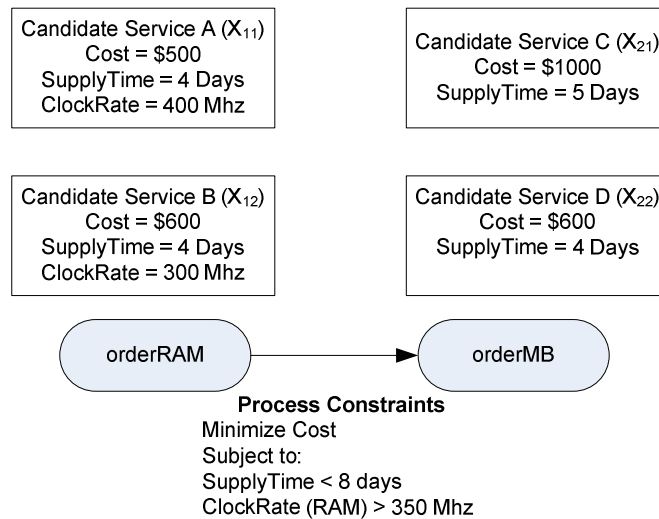 Candidate Service A (X₁₁)
Cost = $500
SupplyTime = 4 Days
ClockRate = 400 Mhz
Candidate Service C (X₂₁)
Cost = $1000
SupplyTime = 5 Days
Candidate Service B (X₁₂)
Cost = $600
SupplyTime = 4 Days
ClockRate = 300 Mhz
Candidate Service D (X₂₂)
Cost = $600
SupplyTime = 4 Days
orderRAM
orderMB
Process Constraints
Minimize Cost
Subject to:
SupplyTime < 8 days
ClockRate (RAM) > 350 Mhz